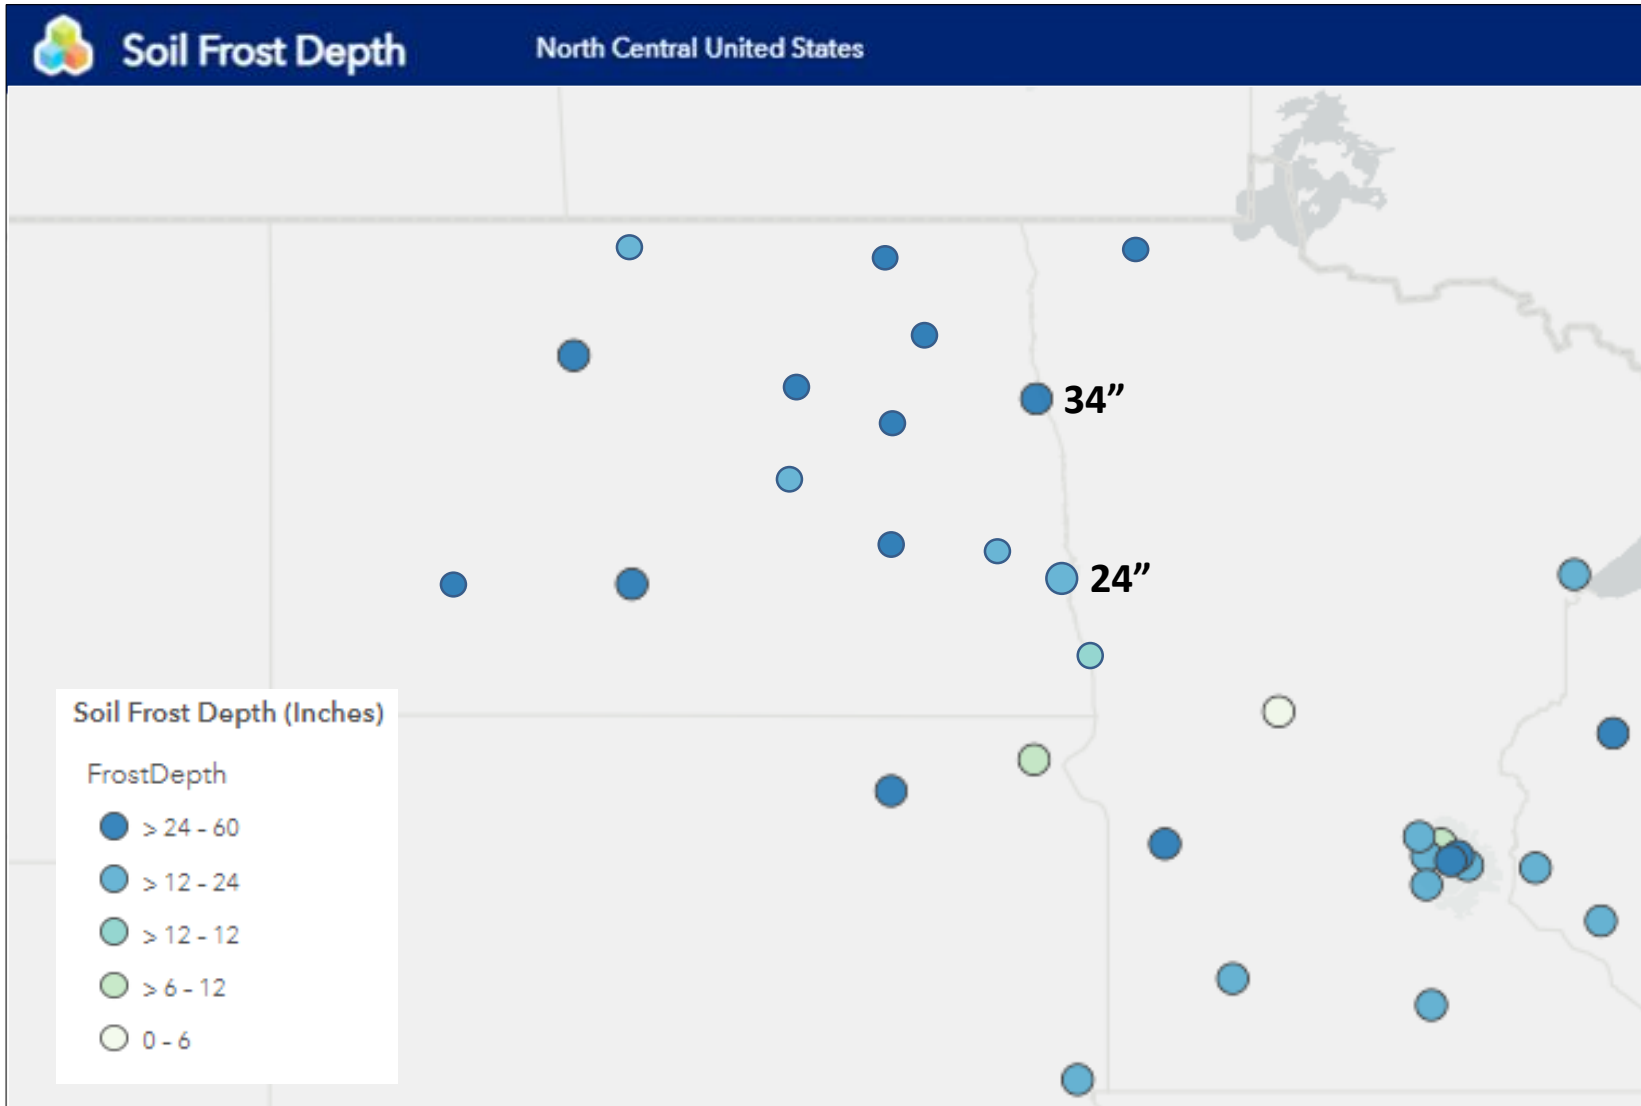 Soil Frost Depth
North Central United States
34”
24”
Soil Frost Depth (Inches)
FrostDepth
> 24 - 60
> 12 - 24
> 12 - 12
> 6 - 12
0 - 6